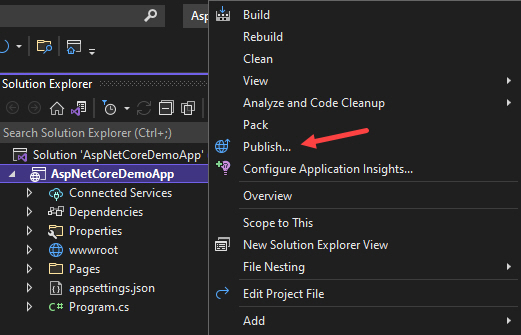 Asp
Solution Explorer
Search Solution Explorer (Ctrl+;)
Solution 'AspNetCoreDemoApp'
AspNetCoreDemoApp
Connected Services
Dependencies
Properties
wwwroot
Pages
appsettings.json
C# Program.cs
Build
Rebuild
Clean
View
Analyze and Code Cleanup
Pack
Publish...
Configure Application Insights...
Overview
Scope to This
New Solution Explorer View
File Nesting
Edit Project File
Add